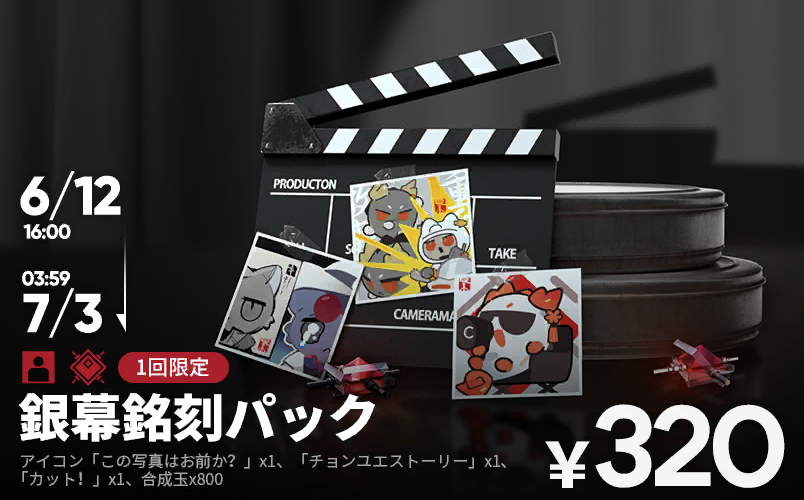 PRODUCTON
TAKE
CAMERAMA
C
6/12
16:00
03:59
7/3
1回限定
銀幕銘刻パック
アイコン「この写真はお前か？」x1、「チョンユエストーリー」x1、
「カット！」x1、合成玉x800
¥320